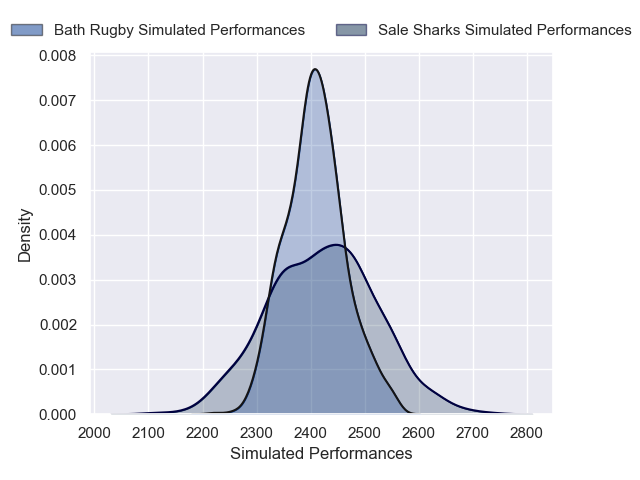 Bath Rugby Simulated Performances Sale Sharks Simulated Performances
0.008
0.007
0.006
0.005
0.004
0.003
0.002
0.001
0.000
Density
2000 2100 2200 2300 2400 2500 2600 2700 2800
Simulated Performances